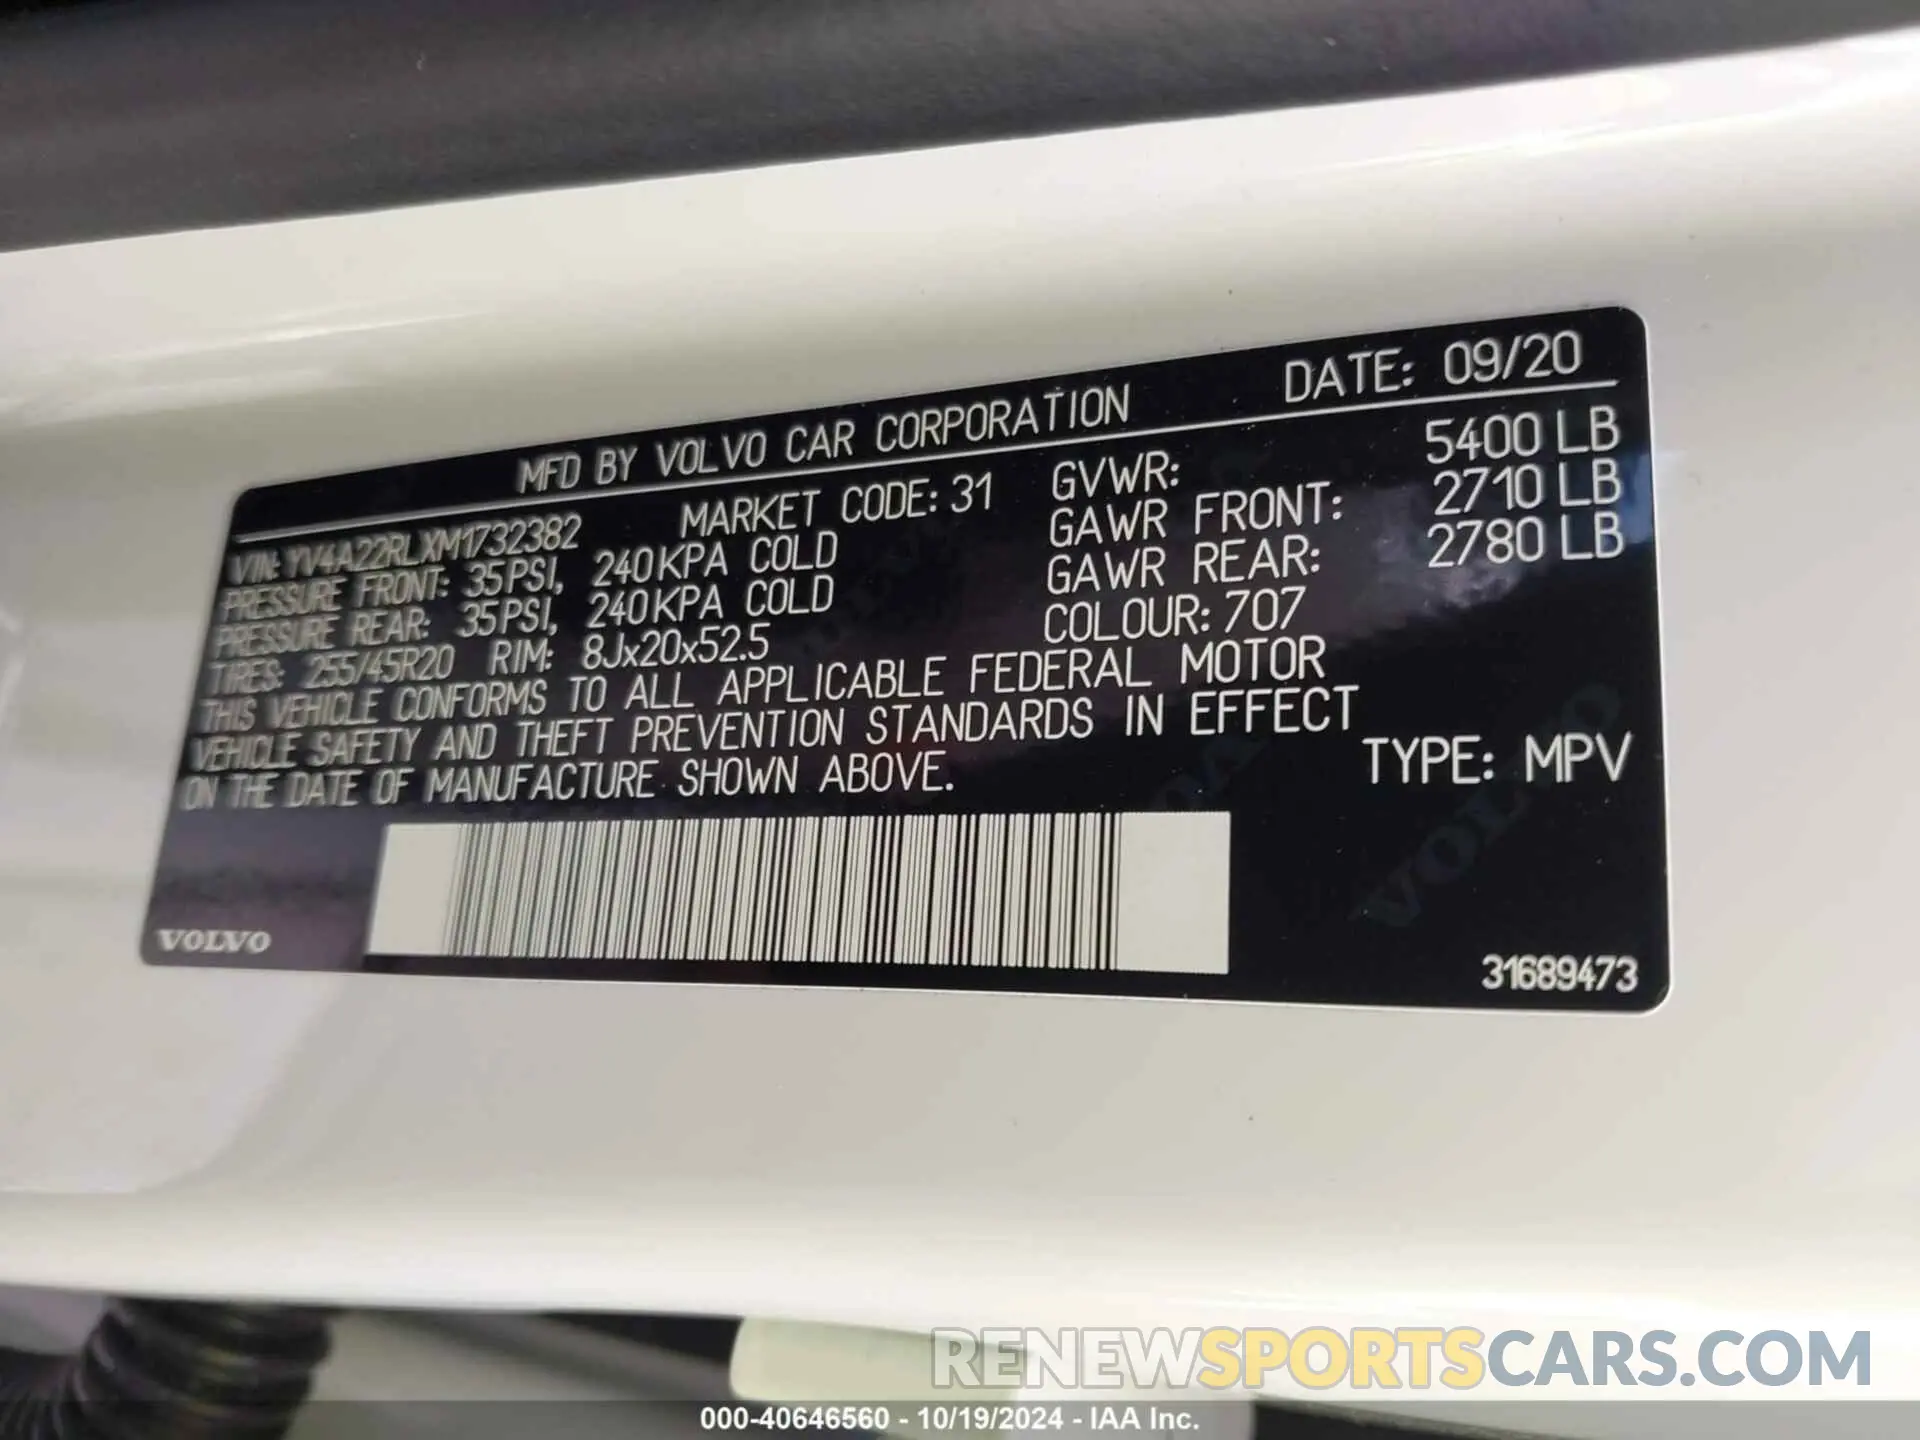 MFD BY VOLVO CAR CORPORATION DATE: 09/20
VIN: YV4A22RLXM1732382 MARKET CODE: 31 GVWR: 5400 LB
PRESSURE FRONT: 35PSI, 240KPA COLD GAWR FRONT: 2710 LB
PRESSURE REAR: 35PSI, 240KPA COLD GAWR REAR: 2780 LB
TIRES: 255/45R20 RIM: 8Jx20x52.5 COLOUR: 707
THIS VEHICLE CONFORMS TO ALL APPLICABLE FEDERAL MOTOR
VEHICLE SAFETY AND THEFT PREVENTION STANDARDS IN EFFECT
ON THE DATE OF MANUFACTURE SHOWN ABOVE.
TYPE: MPV
VOLVO
VOLVO
31689473
RENEWSPORTSCARS.COM
000-40646560 - 10/19/2024 - IAA Inc.